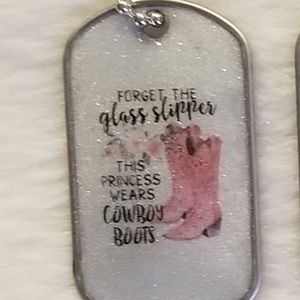 FORGET THE
glass slipper
THIS
PRINCESS
WEARS
COWBOY
BOOTS